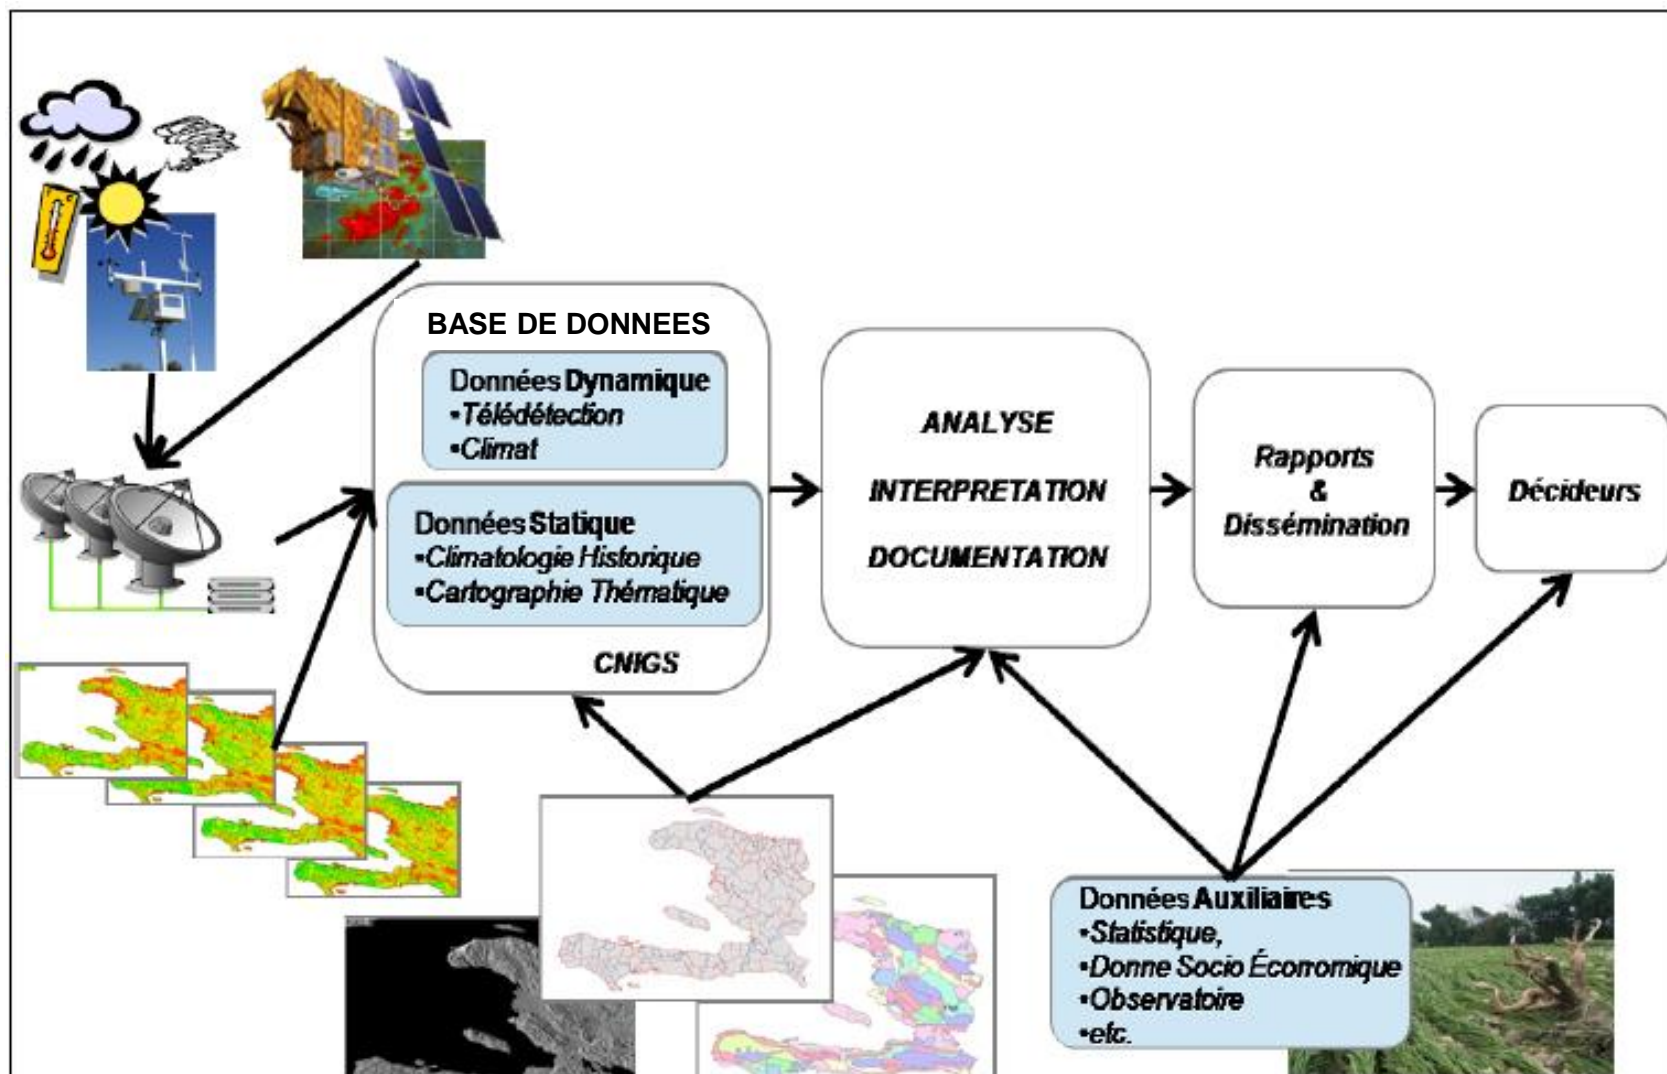 BASE DE DONNEES
Données Dynamique
•Télédétection
•Climat
Données Statique
•Climatologie Historique
•Cartographie Thématique
CNIGS
ANALYSE
INTERPRETATION
DOCUMENTATION
Rapports
&
Dissémination
Décideurs
Données Auxiliaires
•Statistique,
•Donne Socio Économique
•Observatoire
•etc.